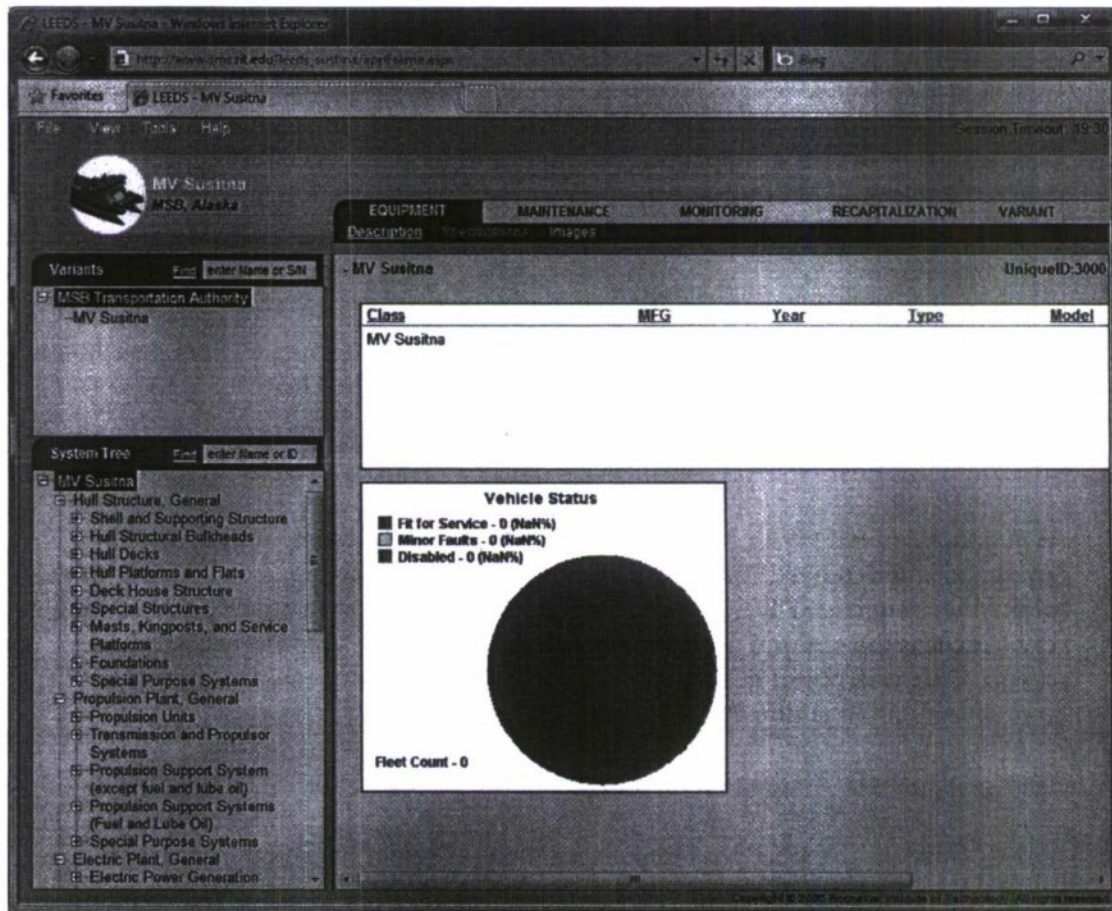 LEEDS - MV Susitna - Windows Internet Explorer
Bing
Favorites
LEEDS - MV Susitna
File View Tools Help
Session Timeout: 19:30
MV Susitna
MSB, Alaska
EQUIPMENT MAINTENANCE MONITORING RECAPITALIZATION VARIANT
Description Specifications Images
Variants Find enter Name or S/N
MSB Transportation Authority
MV Susitna
- MV Susitna UniqueID:3000
Class MFG Year Type Model
MV Susitna
System Tree Find enter Name or ID
MV Susitna
Hull Structure, General
Shell and Supporting Structure
Hull Structural Bulkheads
Hull Decks
Hull Platforms and Flats
Deck House Structure
Special Structures
Masts, Kingposts, and Service
Platforms
Foundations
Special Purpose Systems
Propulsion Plant, General
Propulsion Units
Transmission and Propulsor
Systems
Propulsion Support System
(except fuel and lube oil)
Propulsion Support Systems
(Fuel and Lube Oil)
Special Purpose Systems
Electric Plant, General
Electric Power Generation
Vehicle Status
Fit for Service - 0 (NaN%)
Minor Faults - 0 (NaN%)
Disabled - 0 (NaN%)
Fleet Count - 0